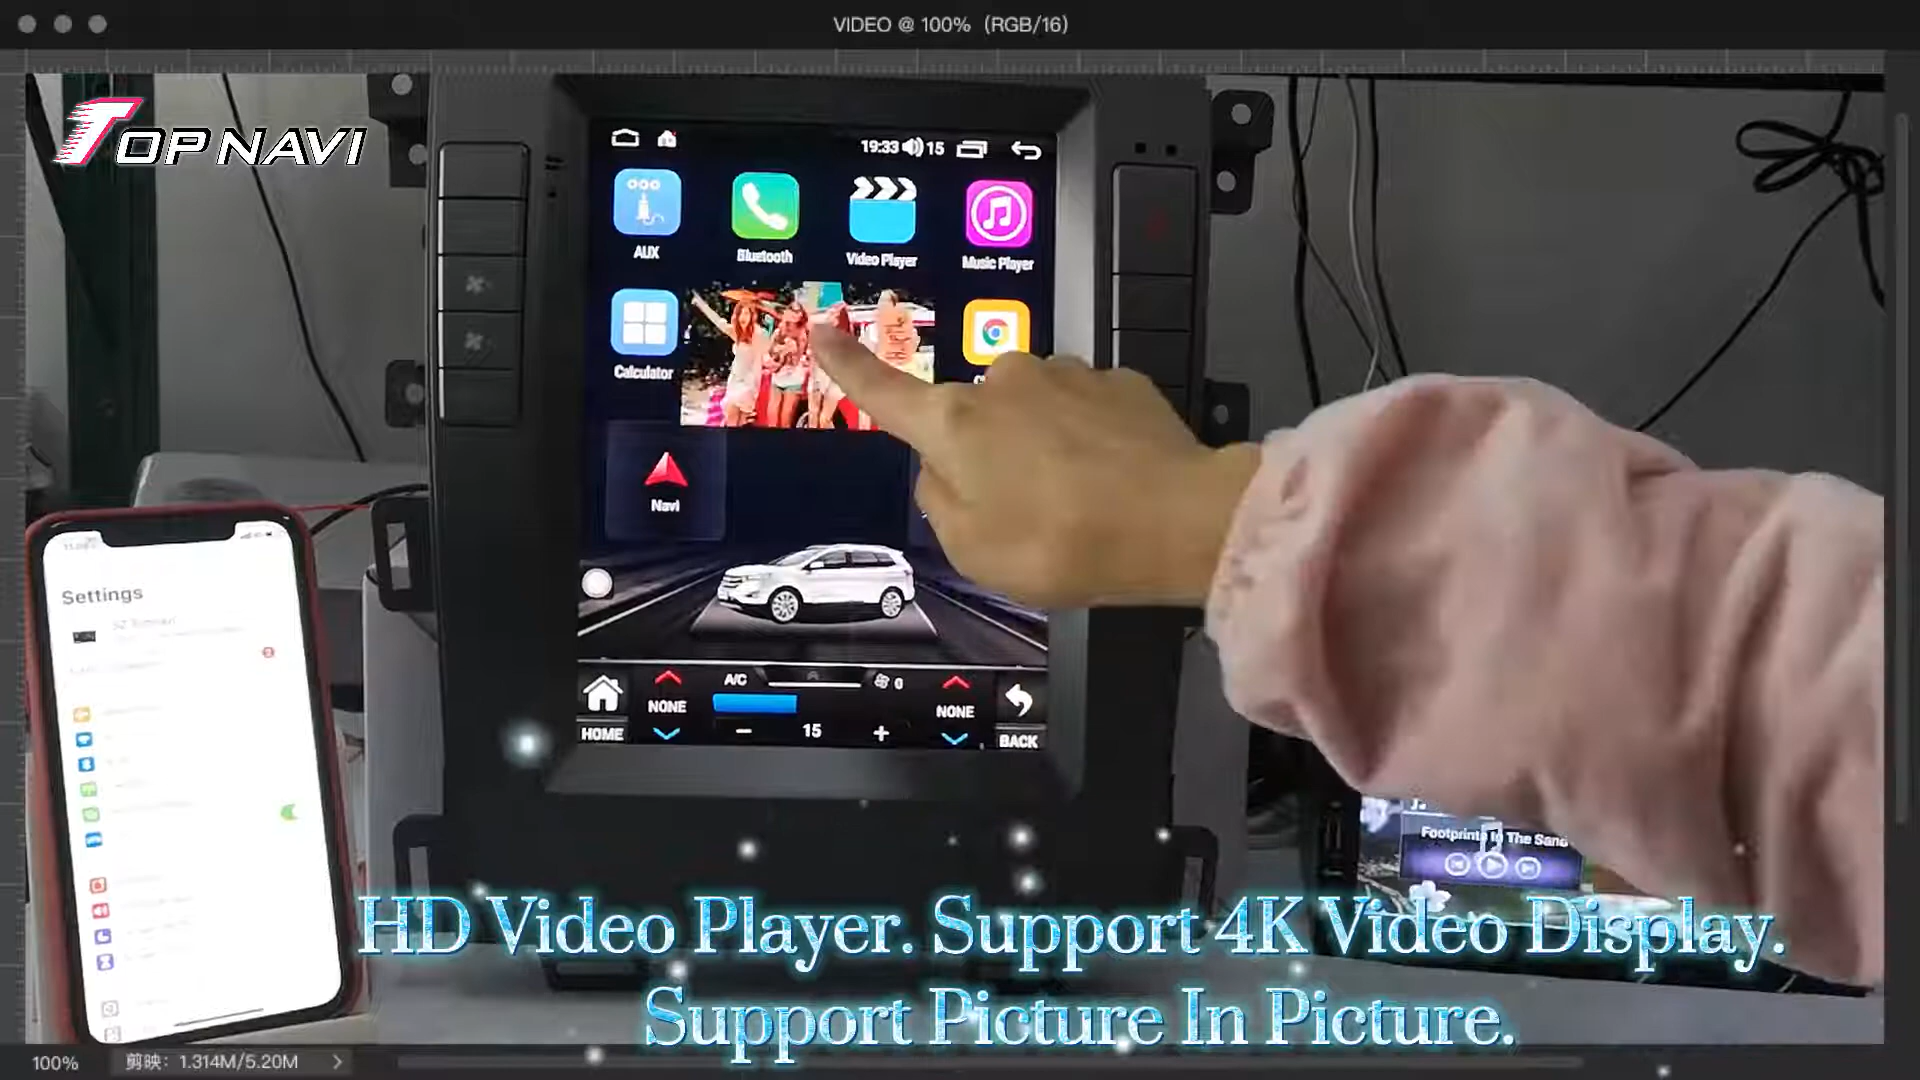 VIDEO @ 100% (RGB/16)
TOPNAVI
19:33
15
AUX
Bluetooth
Video Player
Music Player
Calculator
Navi
Settings
A/C
0
NONE
NONE
HOME
15
BACK
Footprints In The Sand
HD Video Player. Support 4K Video Display.
Support Picture In Picture.
100%
剪映: 1.314M/5.20M